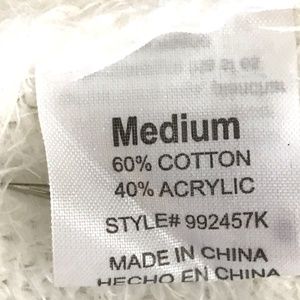 Medium
60% COTTON
40% ACRYLIC
STYLE# 992457K
MADE IN CHINA
HECHO EN CHINA